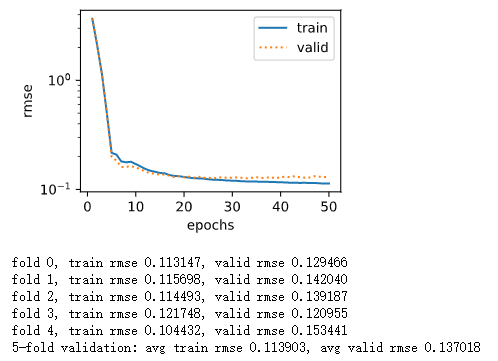 train
valid
10^0
10^-1
rmse
0 10 20 30 40 50
epochs
fold 0, train rmse 0.113147, valid rmse 0.129466
fold 1, train rmse 0.115698, valid rmse 0.142040
fold 2, train rmse 0.114493, valid rmse 0.139187
fold 3, train rmse 0.121748, valid rmse 0.120955
fold 4, train rmse 0.104432, valid rmse 0.153441
5-fold validation: avg train rmse 0.113903, avg valid rmse 0.137018